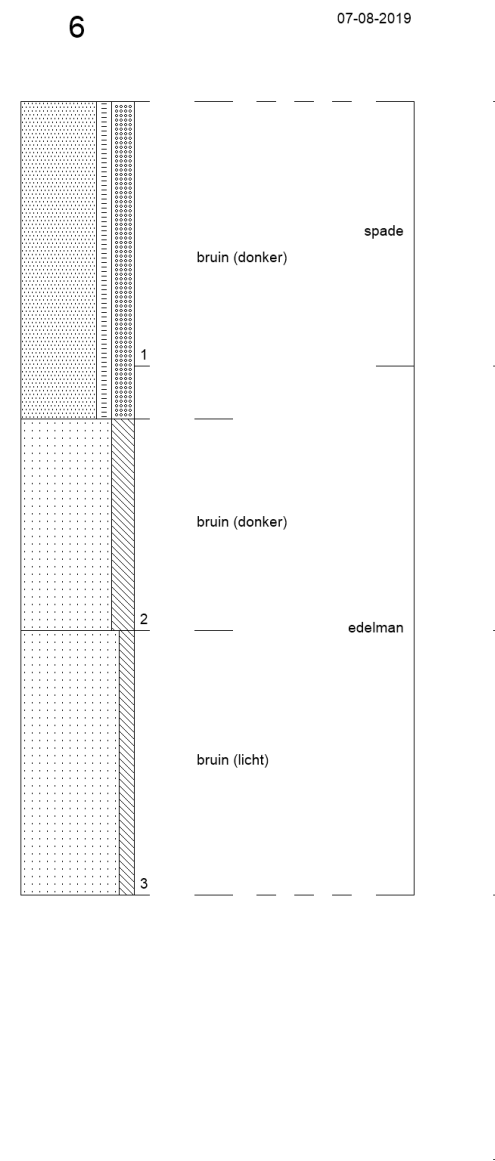 6
07-08-2019
spade
bruin (donker)
1
bruin (donker)
2
edelman
bruin (licht)
3